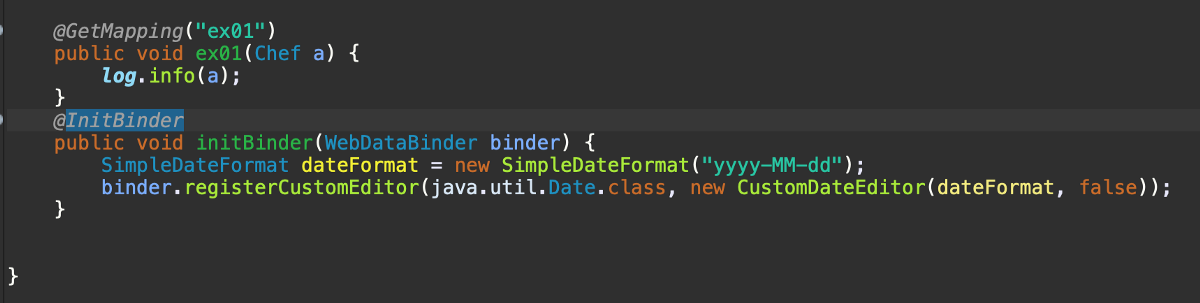 @GetMapping("ex01")
public void ex01(Chef a) {
log.info(a);
}
@InitBinder
public void initBinder(WebDataBinder binder) {
SimpleDateFormat dateFormat = new SimpleDateFormat("yyyy-MM-dd");
binder.registerCustomEditor(java.util.Date.class, new CustomDateEditor(dateFormat, false));
}
}